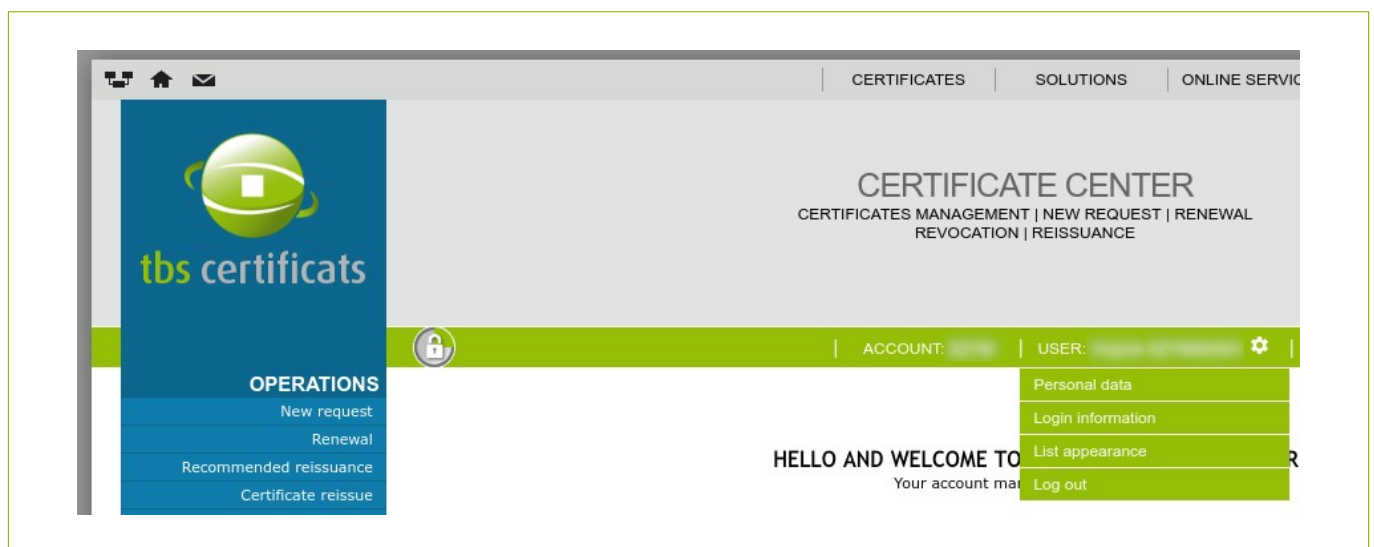 CERTIFICATES SOLUTIONS ONLINE SERVIC
tbs certificats
CERTIFICATE CENTER
CERTIFICATES MANAGEMENT | NEW REQUEST | RENEWAL
REVOCATION | REISSUANCE
| ACCOUNT: | USER: |
OPERATIONS
New request
Renewal
Recommended reissuance
Certificate reissue
Personal data
Login information
List appearance
Log out
HELLO AND WELCOME TO R
Your account mar